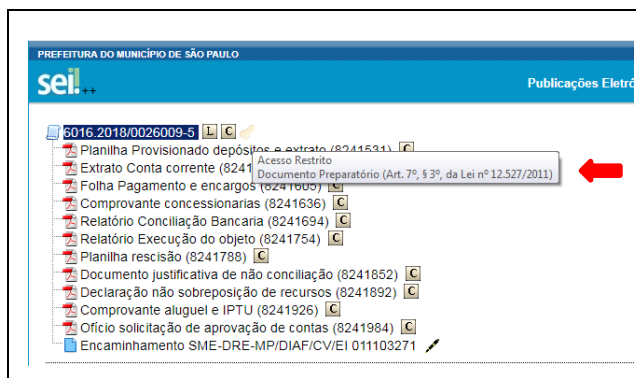 PREFEITURA DO MUNICÍPIO DE SÃO PAULO
sei!++
Publicações Eletrô
6016.2018/0026009-5 L C
Planilha Provisionado depósitos e extrato (8241531) C
Acesso Restrito
Documento Preparatório (Art. 7º, § 3º, da Lei nº 12.527/2011)
Extrato Conta corrente (8241
Folha Pagamento e encargos (8241605) C
Comprovante concessionarias (8241636) C
Relatório Conciliação Bancaria (8241694) C
Relatório Execução do objeto (8241754) C
Planilha rescisão (8241788) C
Documento justificativa de não conciliação (8241852) C
Declaração não sobreposição de recursos (8241892) C
Comprovante aluguel e IPTU (8241926) C
Ofício solicitação de aprovação de contas (8241984) C
Encaminhamento SME-DRE-MP/DIAF/CV/EI 011103271